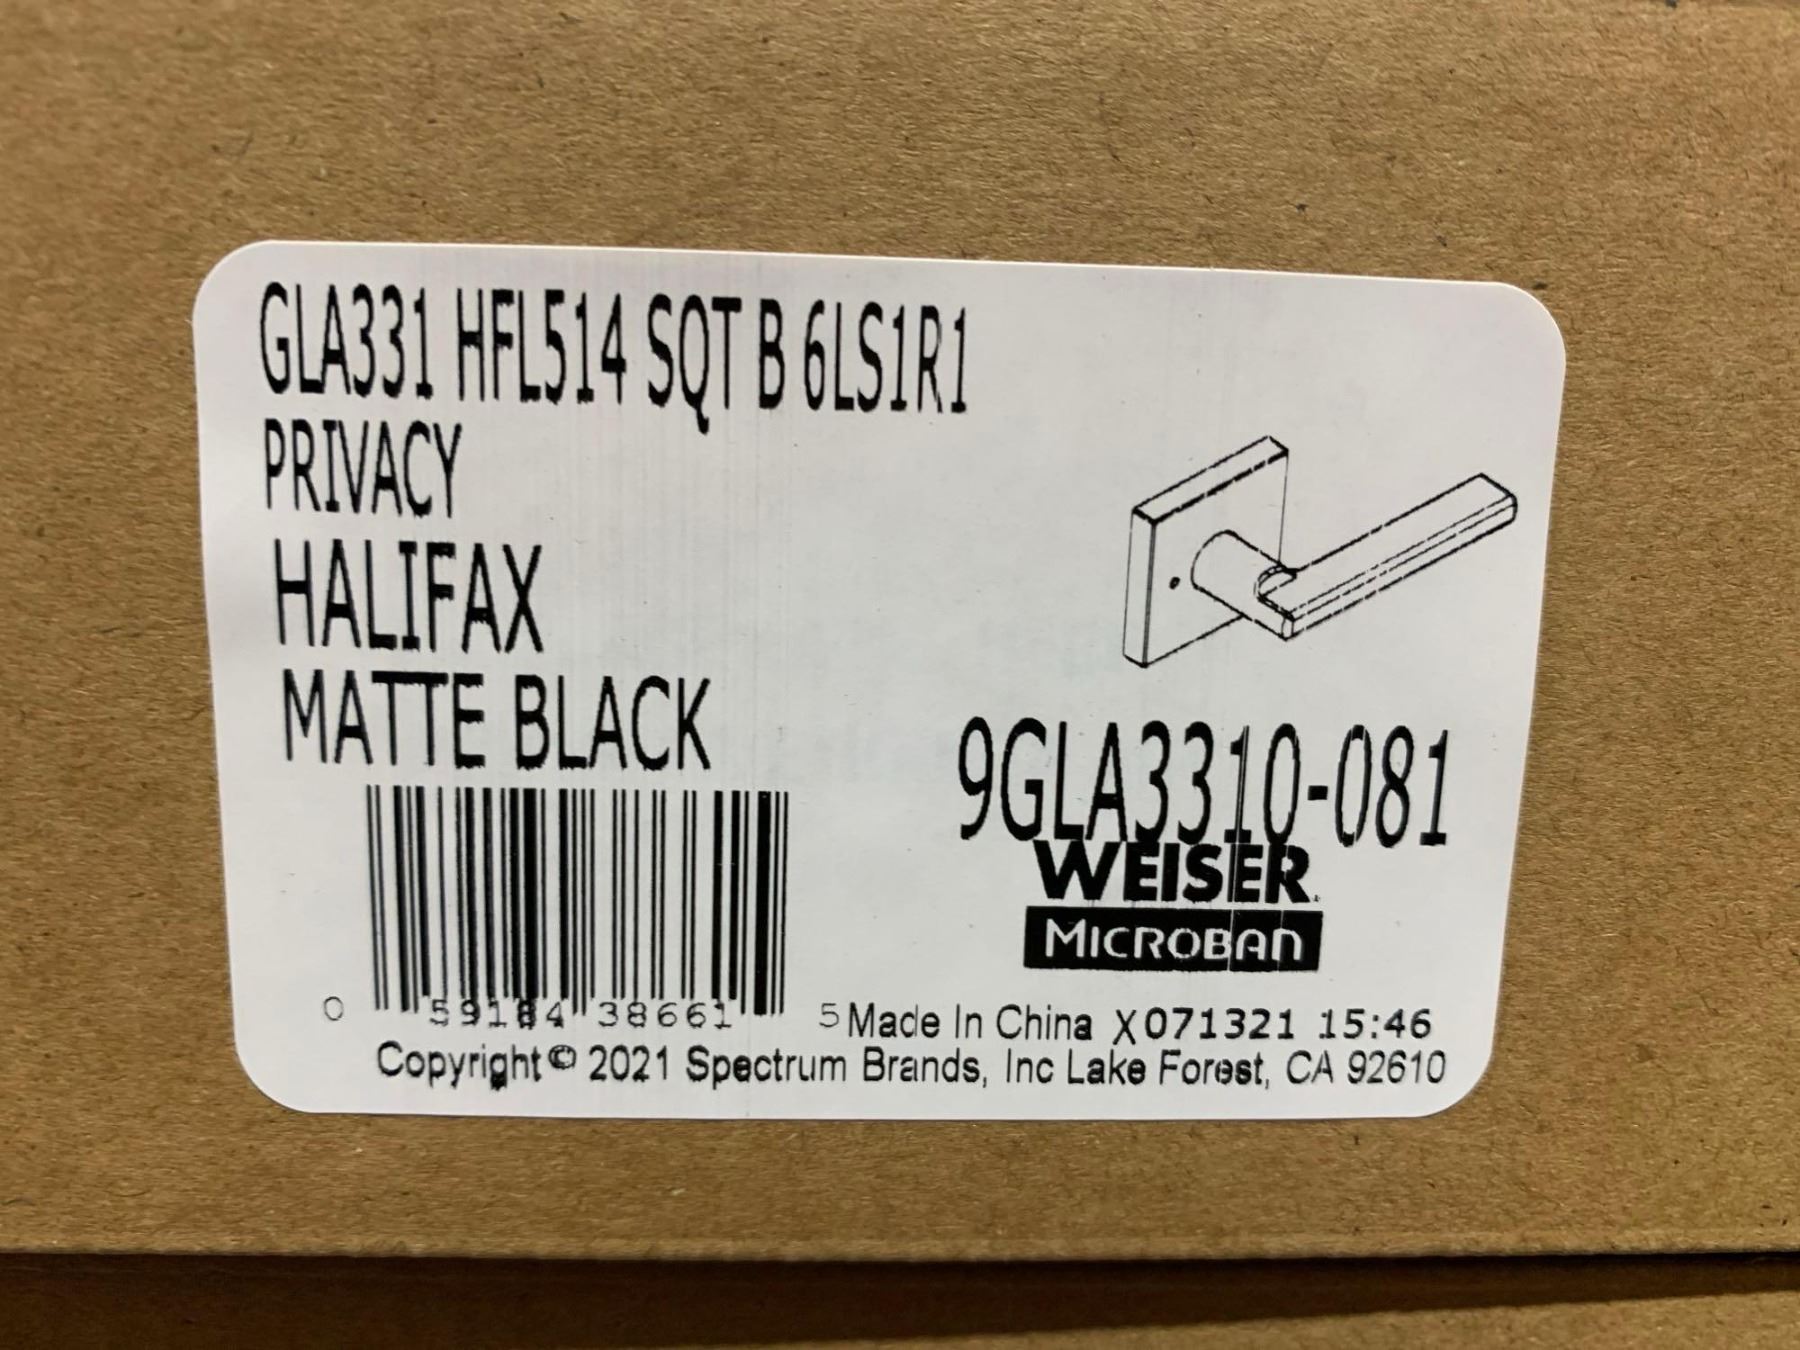 GLA331 HFL514 SQT B 6LS1R1
PRIVACY
HALIFAX
MATTE BLACK
9GLA3310-081
WEISER
MICROBAN
0 59184 38661 5
Made In China X071321 15:46
Copyright © 2021 Spectrum Brands, Inc Lake Forest, CA 92610